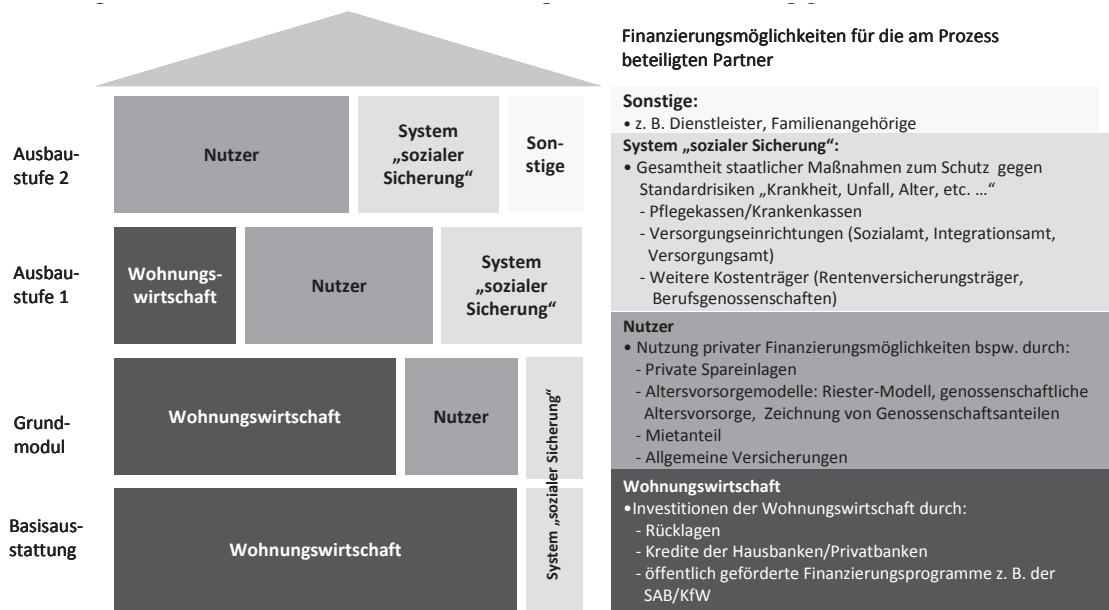 Ausbau-
stufe 2
Nutzer
System
„sozialer
Sicherung“
Son-
stige
Ausbau-
stufe 1
Wohnungs-
wirtschaft
Nutzer
System
„sozialer
Sicherung“
Grund-
modul
Wohnungswirtschaft
Nutzer
System „sozialer Sicherung“
Basisaus-
stattung
Wohnungswirtschaft
Finanzierungsmöglichkeiten für die am Prozess
beteiligten Partner
Sonstige:
• z. B. Dienstleister, Familienangehörige
System „sozialer Sicherung“:
• Gesamtheit staatlicher Maßnahmen zum Schutz gegen
Standardrisiken „Krankheit, Unfall, Alter, etc. …“
- Pflegekassen/Krankenkassen
- Versorgungseinrichtungen (Sozialamt, Integrationsamt,
Versorgungsamt)
- Weitere Kostenträger (Rentenversicherungsträger,
Berufsgenossenschaften)
Nutzer
• Nutzung privater Finanzierungsmöglichkeiten bspw. durch:
- Private Spareinlagen
- Altersvorsorgemodelle: Riester-Modell, genossenschaftliche
Altersvorsorge, Zeichnung von Genossenschaftsanteilen
- Mietanteil
- Allgemeine Versicherungen
Wohnungswirtschaft
•Investitionen der Wohnungswirtschaft durch:
- Rücklagen
- Kredite der Hausbanken/Privatbanken
- öffentlich geförderte Finanzierungsprogramme z. B. der
SAB/KfW